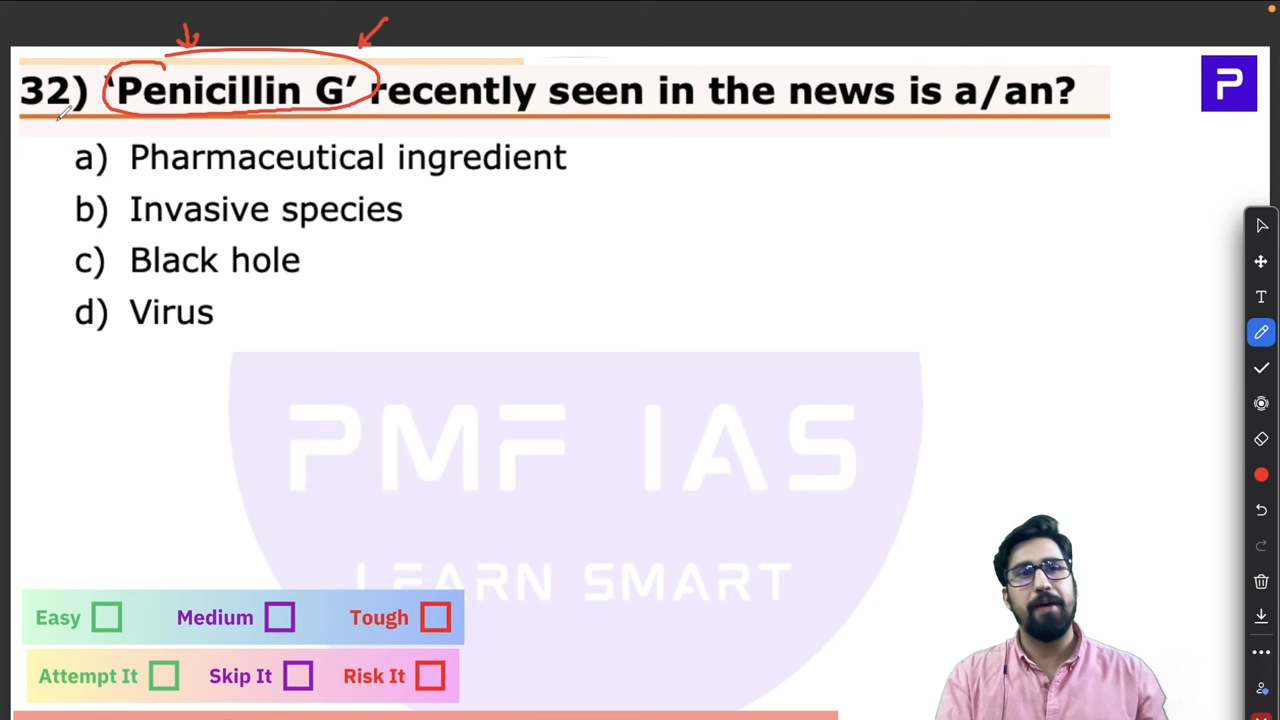 32) ‘Penicillin G’ recently seen in the news is a/an?
P
a) Pharmaceutical ingredient
b) Invasive species
c) Black hole
d) Virus
PMF IAS
LEARN SMART
Easy Medium Tough
Attempt It Skip It Risk It
T